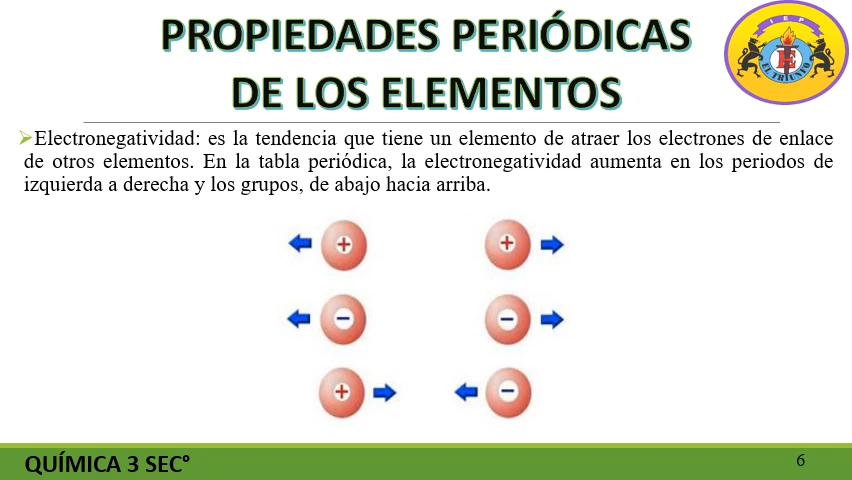 PROPIEDADES PERIÓDICAS
DE LOS ELEMENTOS
I E P
EL TRIUNFO
Electronegatividad: es la tendencia que tiene un elemento de atraer los electrones de enlace
de otros elementos. En la tabla periódica, la electronegatividad aumenta en los periodos de
izquierda a derecha y los grupos, de abajo hacia arriba.
+ +
− −
+ −
QUÍMICA 3 SEC°
6